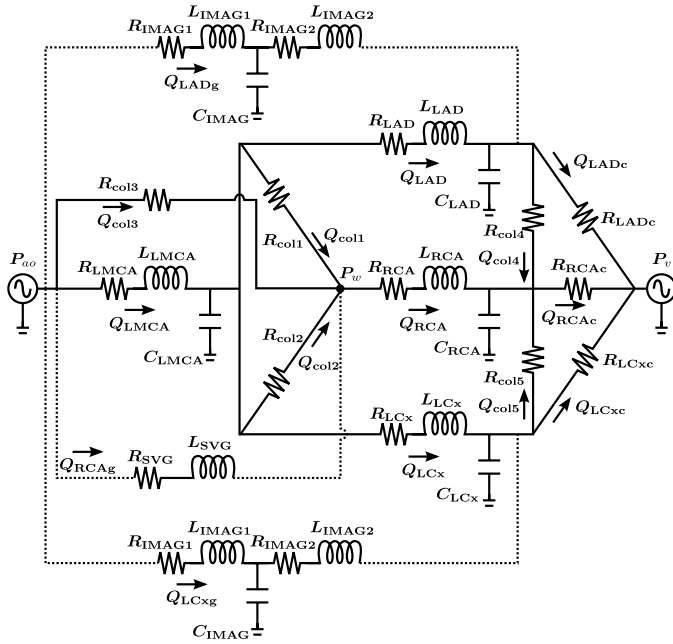 L_IMAG1 L_IMAG2
R_IMAG1 R_IMAG2
Q_LADg
C_IMAG
L_LAD
R_LAD
Q_LADc
Q_LAD
R_col3
C_LAD
R_LADc
Q_col3
R_col1 Q_col1
R_col4
P_ao L_LMCA P_w L_RCA Q_col4 P_v
R_LMCA R_RCA R_RCAc
Q_LMCA Q_RCA Q_RCAc
R_col2
C_LMCA Q_col2 C_RCA R_LCxc
R_col5
L_LCx Q_col5 Q_LCxc
R_LCx
L_SVG
R_SVG Q_LCx
Q_RCAg
C_LCx
L_IMAG1 L_IMAG2
R_IMAG1 R_IMAG2
Q_LCxg
C_IMAG